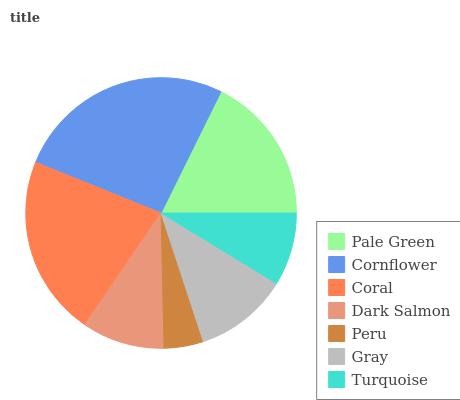 title
Pale Green
Cornflower
Coral
Dark Salmon
Peru
Gray
Turquoise